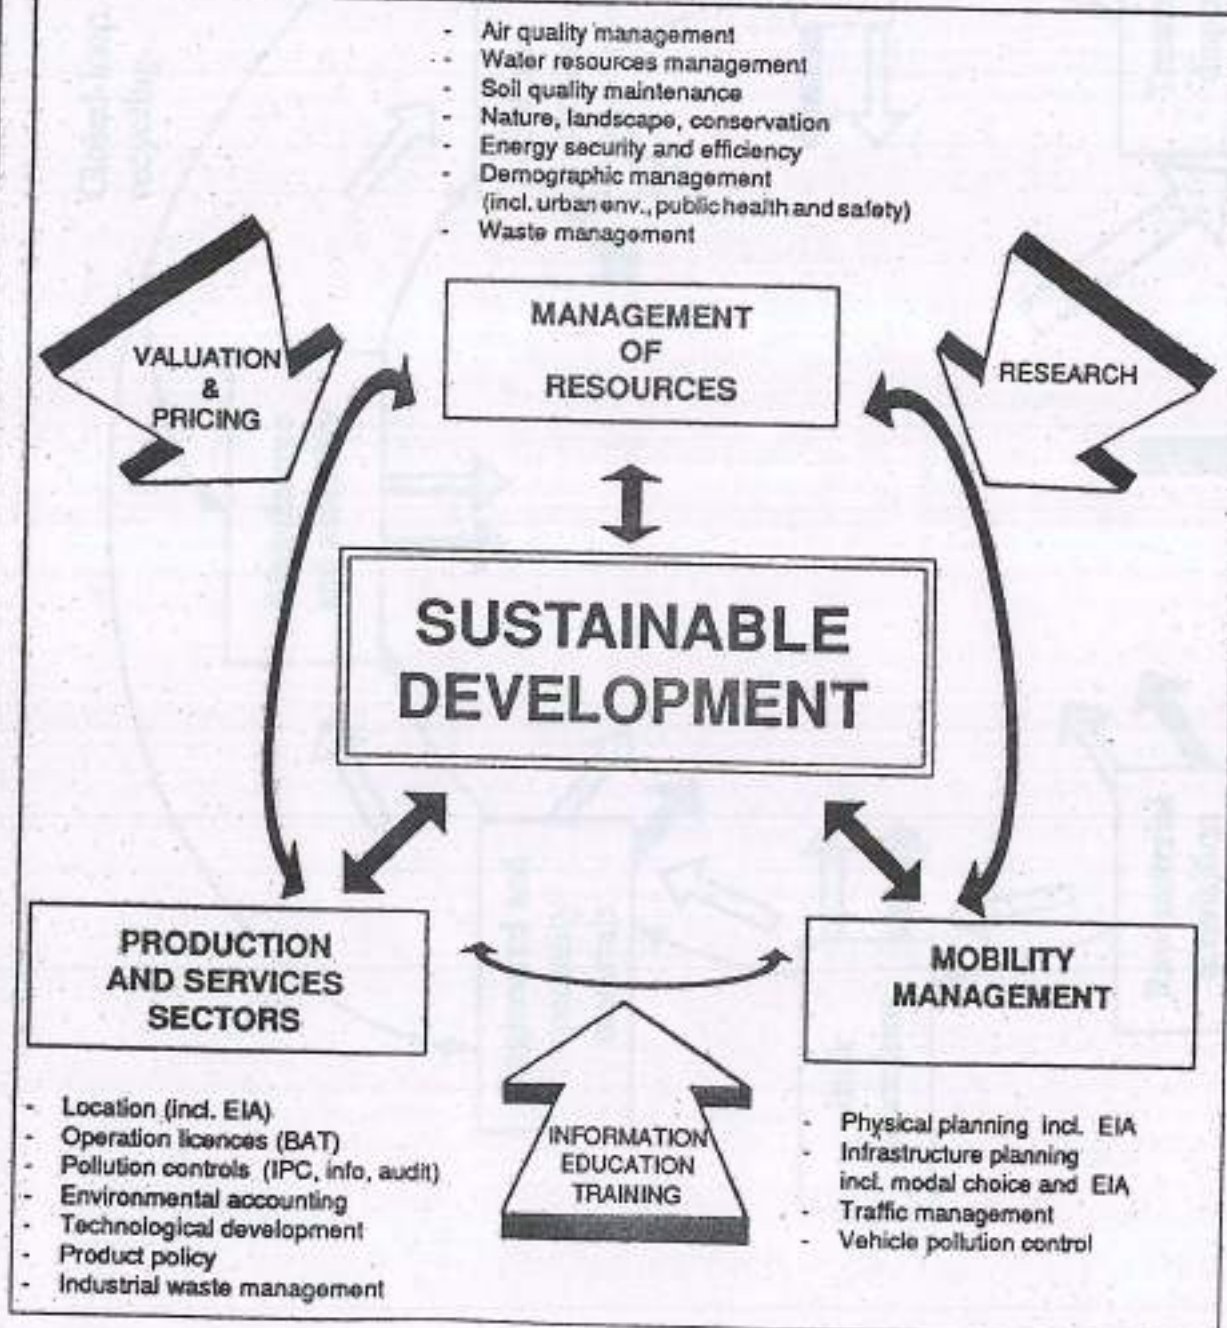 - Air quality management
- Water resources management
- Soil quality maintenance
- Nature, landscape, conservation
- Energy security and efficiency
- Demographic management
(incl. urban env., public health and safety)
- Waste management
VALUATION
&
PRICING
MANAGEMENT
OF
RESOURCES
RESEARCH
SUSTAINABLE
DEVELOPMENT
PRODUCTION
AND SERVICES
SECTORS
MOBILITY
MANAGEMENT
- Location (incl. EIA)
- Operation licences (BAT)
- Pollution controls (IPC, info, audit)
- Environmental accounting
- Technological development
- Product policy
- Industrial waste management
INFORMATION
EDUCATION
TRAINING
- Physical planning incl. EIA
- Infrastructure planning
incl. modal choice and EIA
- Traffic management
- Vehicle pollution control